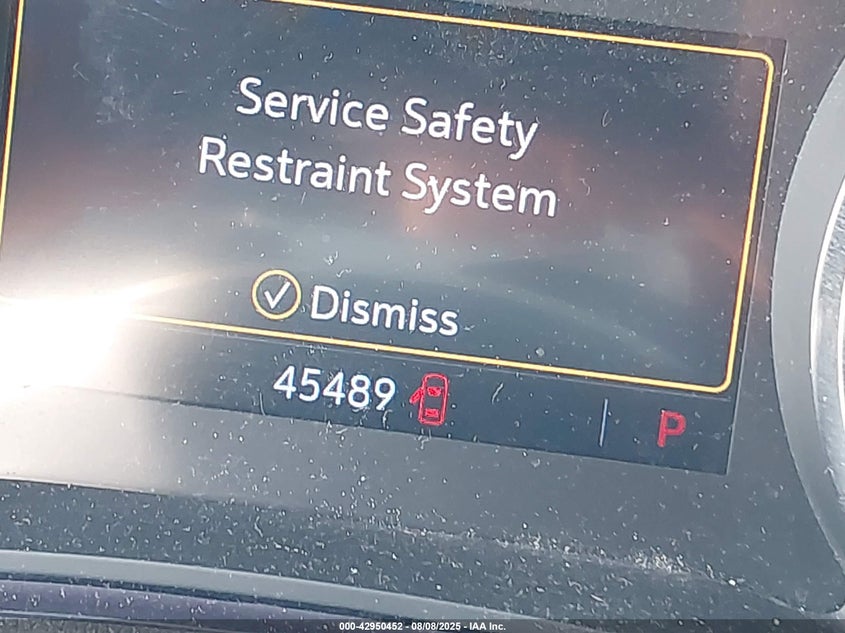 Service Safety
Restraint System
Dismiss
45489
P
000-42950452 - 08/08/2025 - IAA Inc.